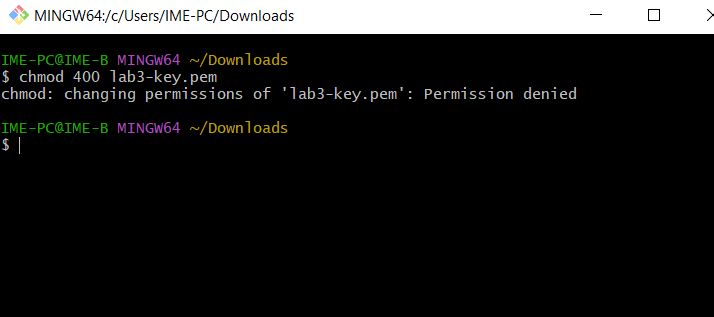 MINGW64:/c/Users/IME-PC/Downloads
IME-PC@IME-B MINGW64 ~/Downloads
$ chmod 400 lab3-key.pem
chmod: changing permissions of 'lab3-key.pem': Permission denied
IME-PC@IME-B MINGW64 ~/Downloads
$